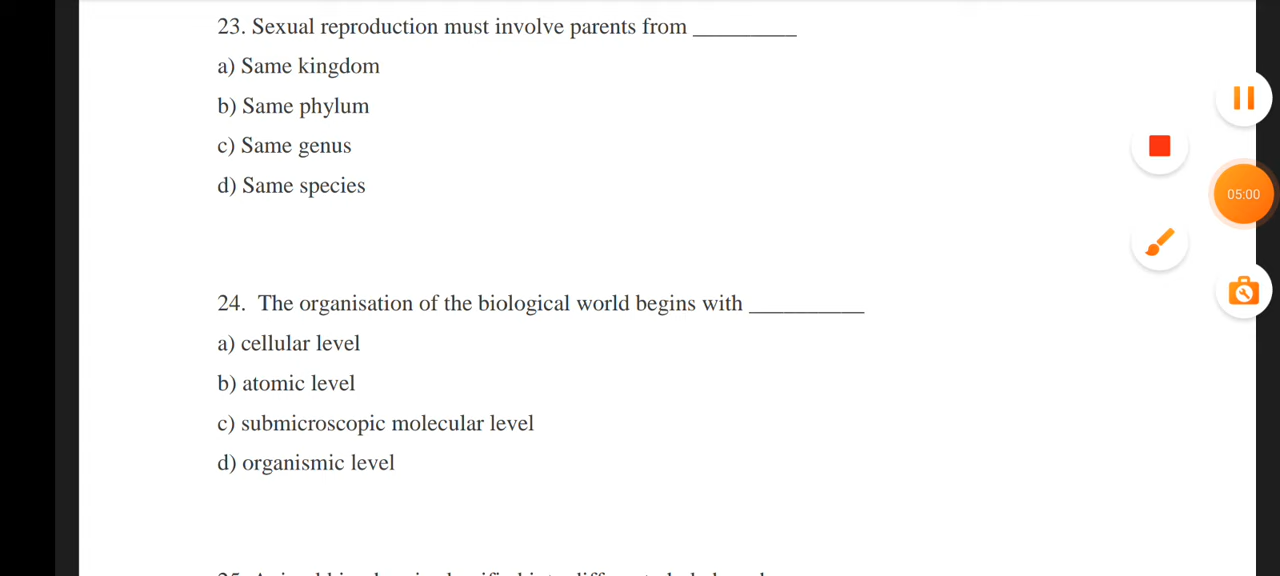 23. Sexual reproduction must involve parents from _________
a) Same kingdom
b) Same phylum
c) Same genus
d) Same species
05:00
24. The organisation of the biological world begins with __________
a) cellular level
b) atomic level
c) submicroscopic molecular level
d) organismic level